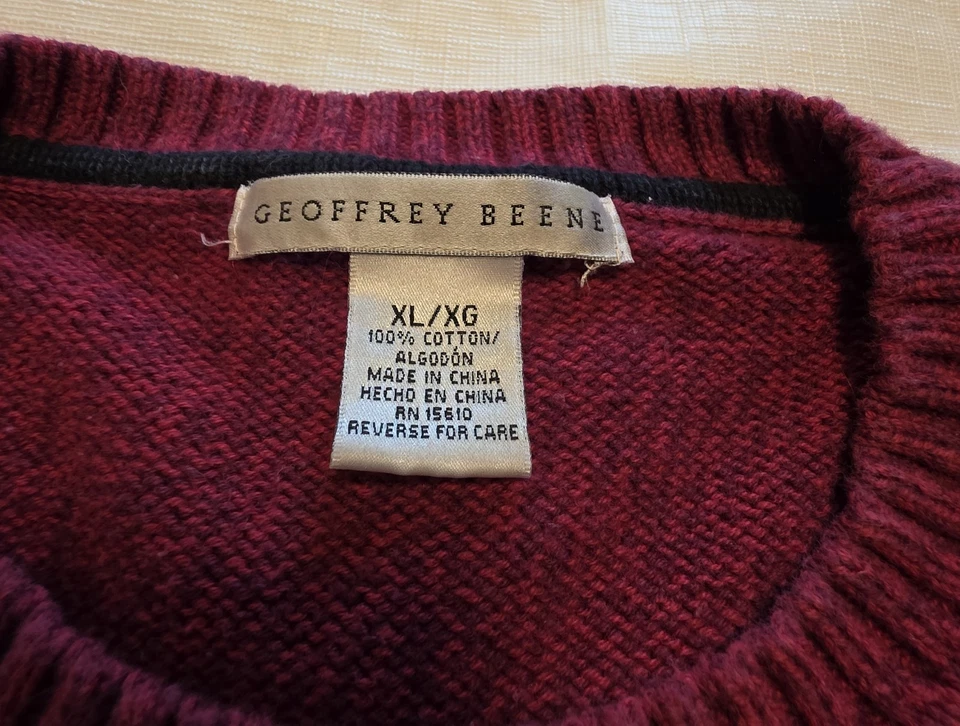 GEOFFREY BEENE
XL/XG
100% COTTON/
ALGODÓN
MADE IN CHINA
HECHO EN CHINA
RN 15610
REVERSE FOR CARE